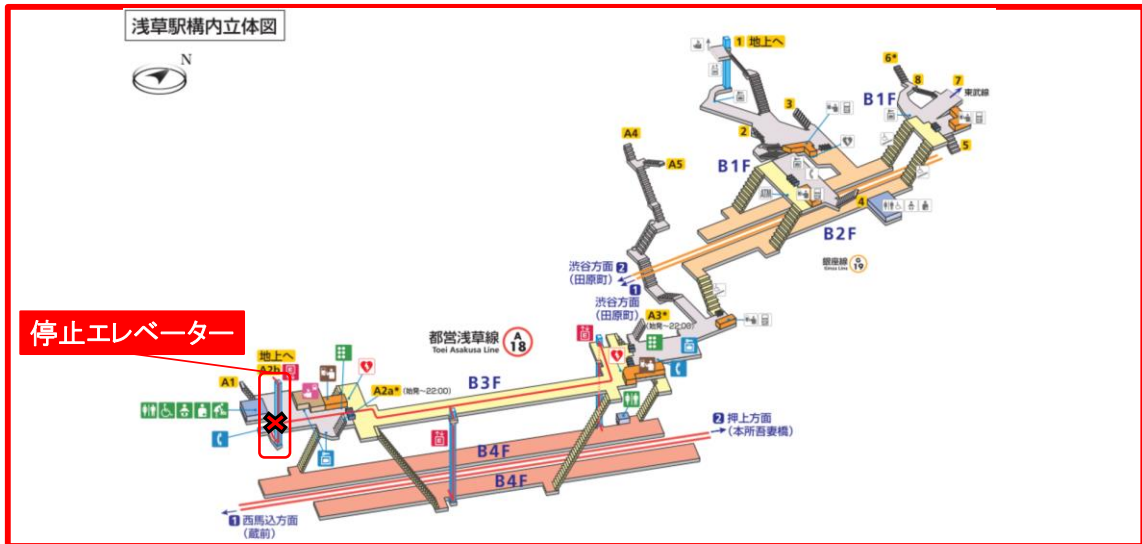 浅草駅構内立体図
N
1 地上へ
6*
8
7
東武線
B1F
3
2
5
A4
A5
B1F
ATM
4
B2F
渋谷方面 2
(田原町)
1
渋谷方面
(田原町)
銀座線 G 19
Ginza Line
停止エレベーター
都営浅草線 A 18
Toei Asakusa Line
A3*
(始発~22:00)
地上へ
A2b
A1
A2a* (始発~22:00)
B3F
2 押上方面
(本所吾妻橋)
B4F
B4F
1 西馬込方面
(蔵前)